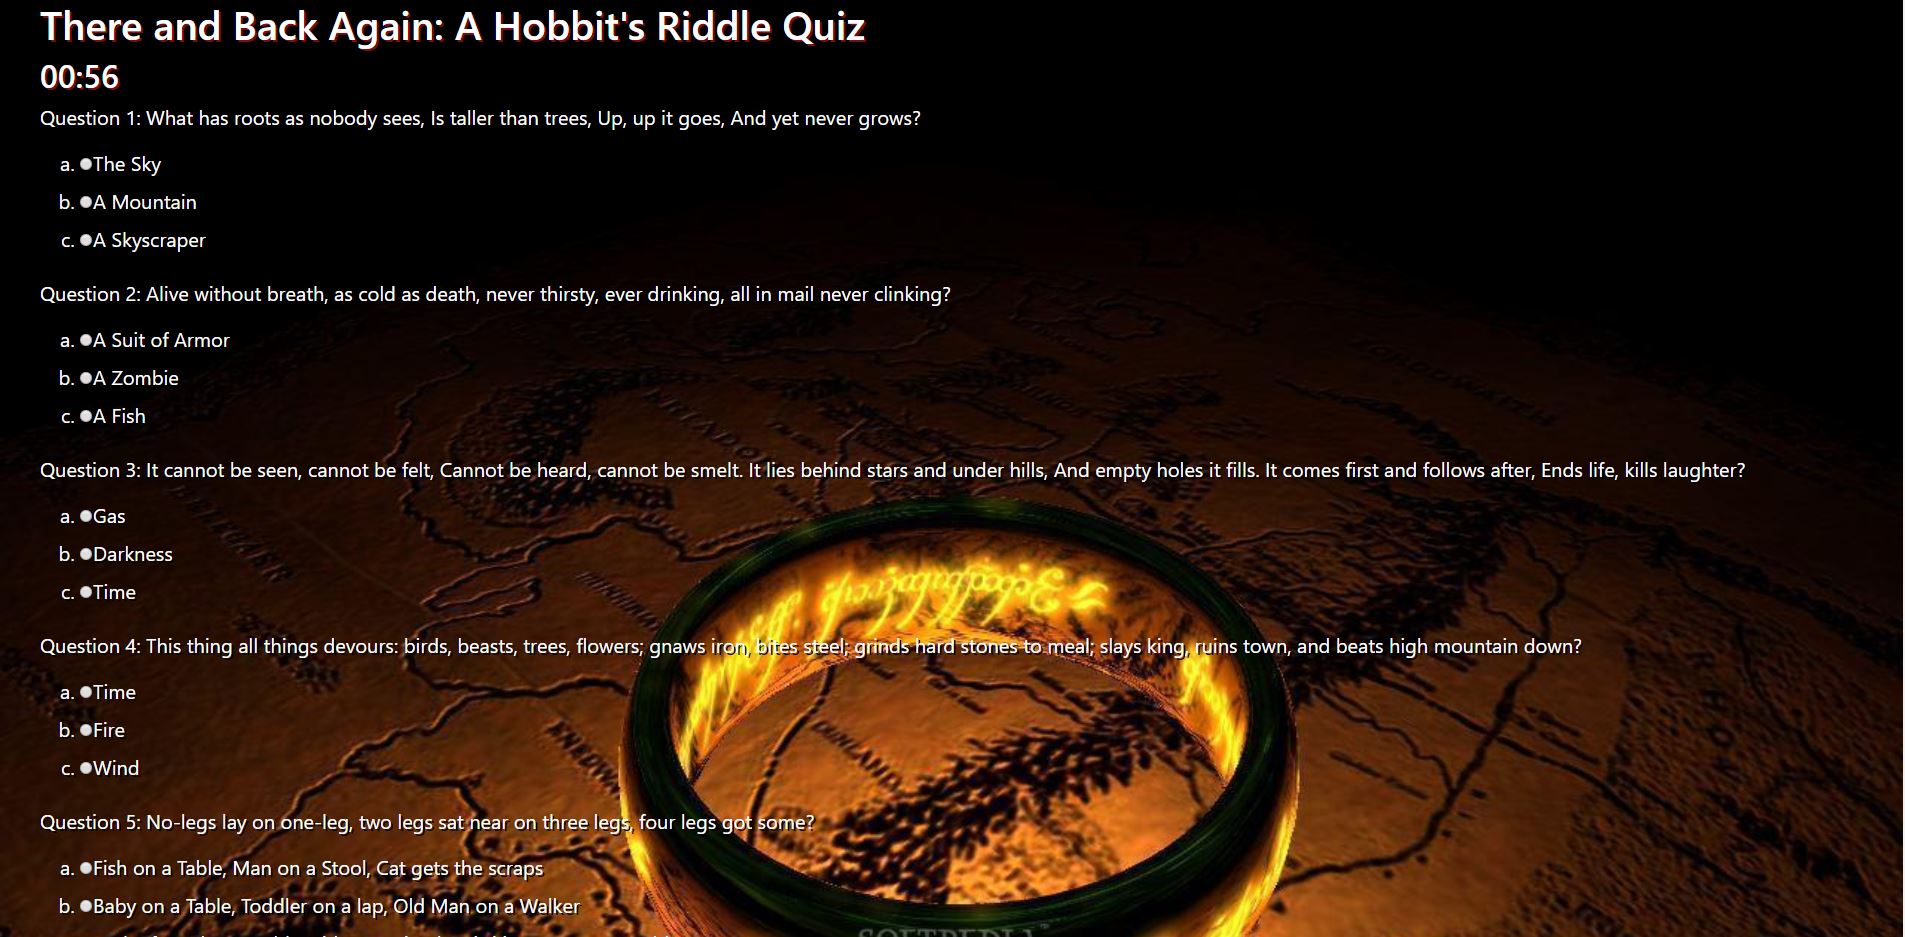 There and Back Again: A Hobbit's Riddle Quiz
00:56
Question 1: What has roots as nobody sees, Is taller than trees, Up, up it goes, And yet never grows?
a. The Sky
b. A Mountain
c. A Skyscraper
Question 2: Alive without breath, as cold as death, never thirsty, ever drinking, all in mail never clinking?
a. A Suit of Armor
b. A Zombie
c. A Fish
Question 3: It cannot be seen, cannot be felt, Cannot be heard, cannot be smelt. It lies behind stars and under hills, And empty holes it fills. It comes first and follows after, Ends life, kills laughter?
a. Gas
b. Darkness
c. Time
Question 4: This thing all things devours: birds, beasts, trees, flowers; gnaws iron, bites steel; grinds hard stones to meal; slays king, ruins town, and beats high mountain down?
a. Time
b. Fire
c. Wind
Question 5: No-legs lay on one-leg, two legs sat near on three legs, four legs got some?
a. Fish on a Table, Man on a Stool, Cat gets the scraps
b. Baby on a Table, Toddler on a lap, Old Man on a Walker
SOFTPEDIA™